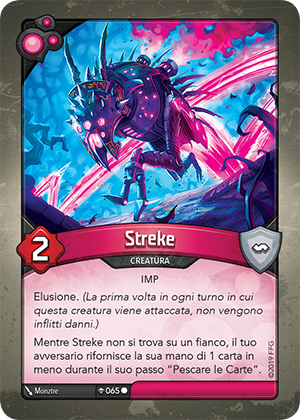 Streke
2
CREATURA
IMP
Elusione. (La prima volta in ogni turno in cui
questa creatura viene attaccata, non vengono
inflitti danni.)
Mentre Streke non si trova su un fianco, il tuo
avversario rifornisce la sua mano di 1 carta in
meno durante il suo passo “Pescare le Carte”.
©2019 FFG
Monztre
065